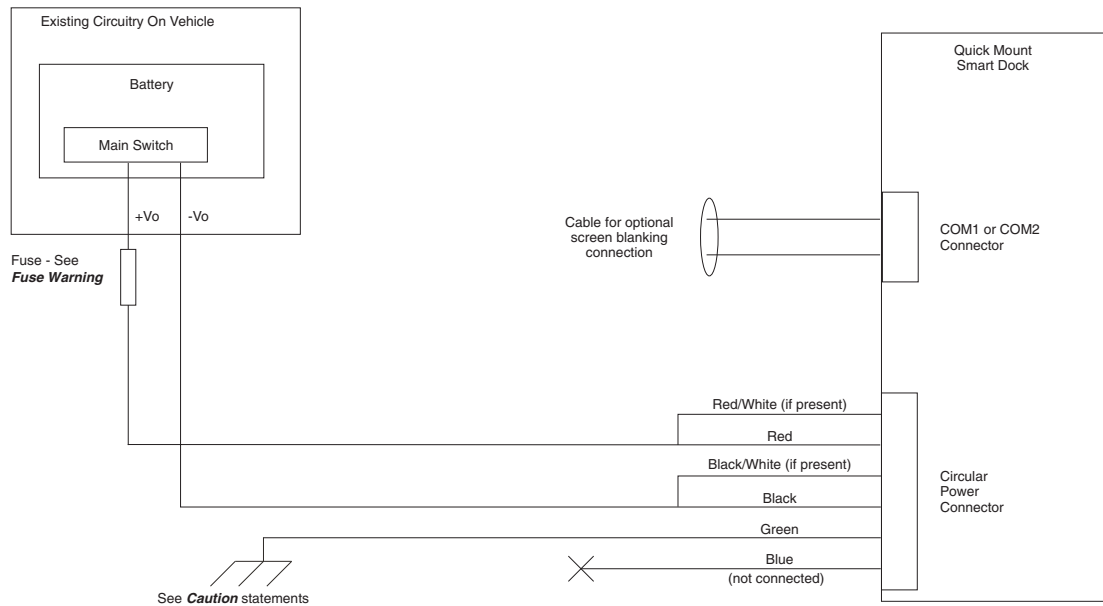 Existing Circuitry On Vehicle
Battery
Main Switch
+Vo
-Vo
Fuse - See
Fuse Warning
Quick Mount
Smart Dock
Cable for optional
screen blanking
connection
COM1 or COM2
Connector
Red/White (if present)
Red
Black/White (if present)
Black
Green
Blue
(not connected)
Circular
Power
Connector
See Caution statements